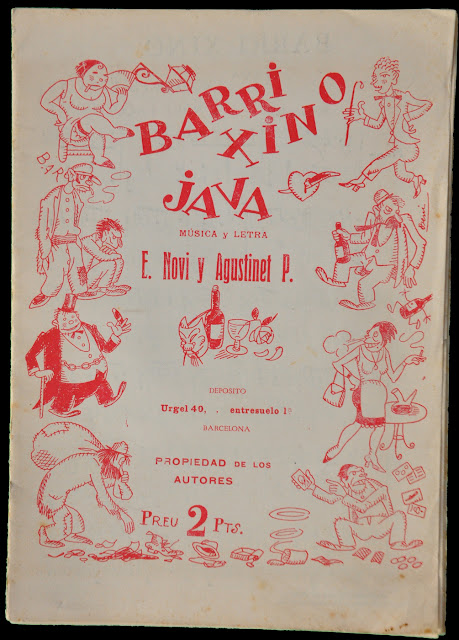 BARRI
XINO
JAVA
BAR
MÚSICA y LETRA
E. Novi y Agustinet P.
DEPOSITO
Urgel 40, . entresuelo 1º
BARCELONA
PROPIEDAD DE LOS
AUTORES
PREU 2 PTS.